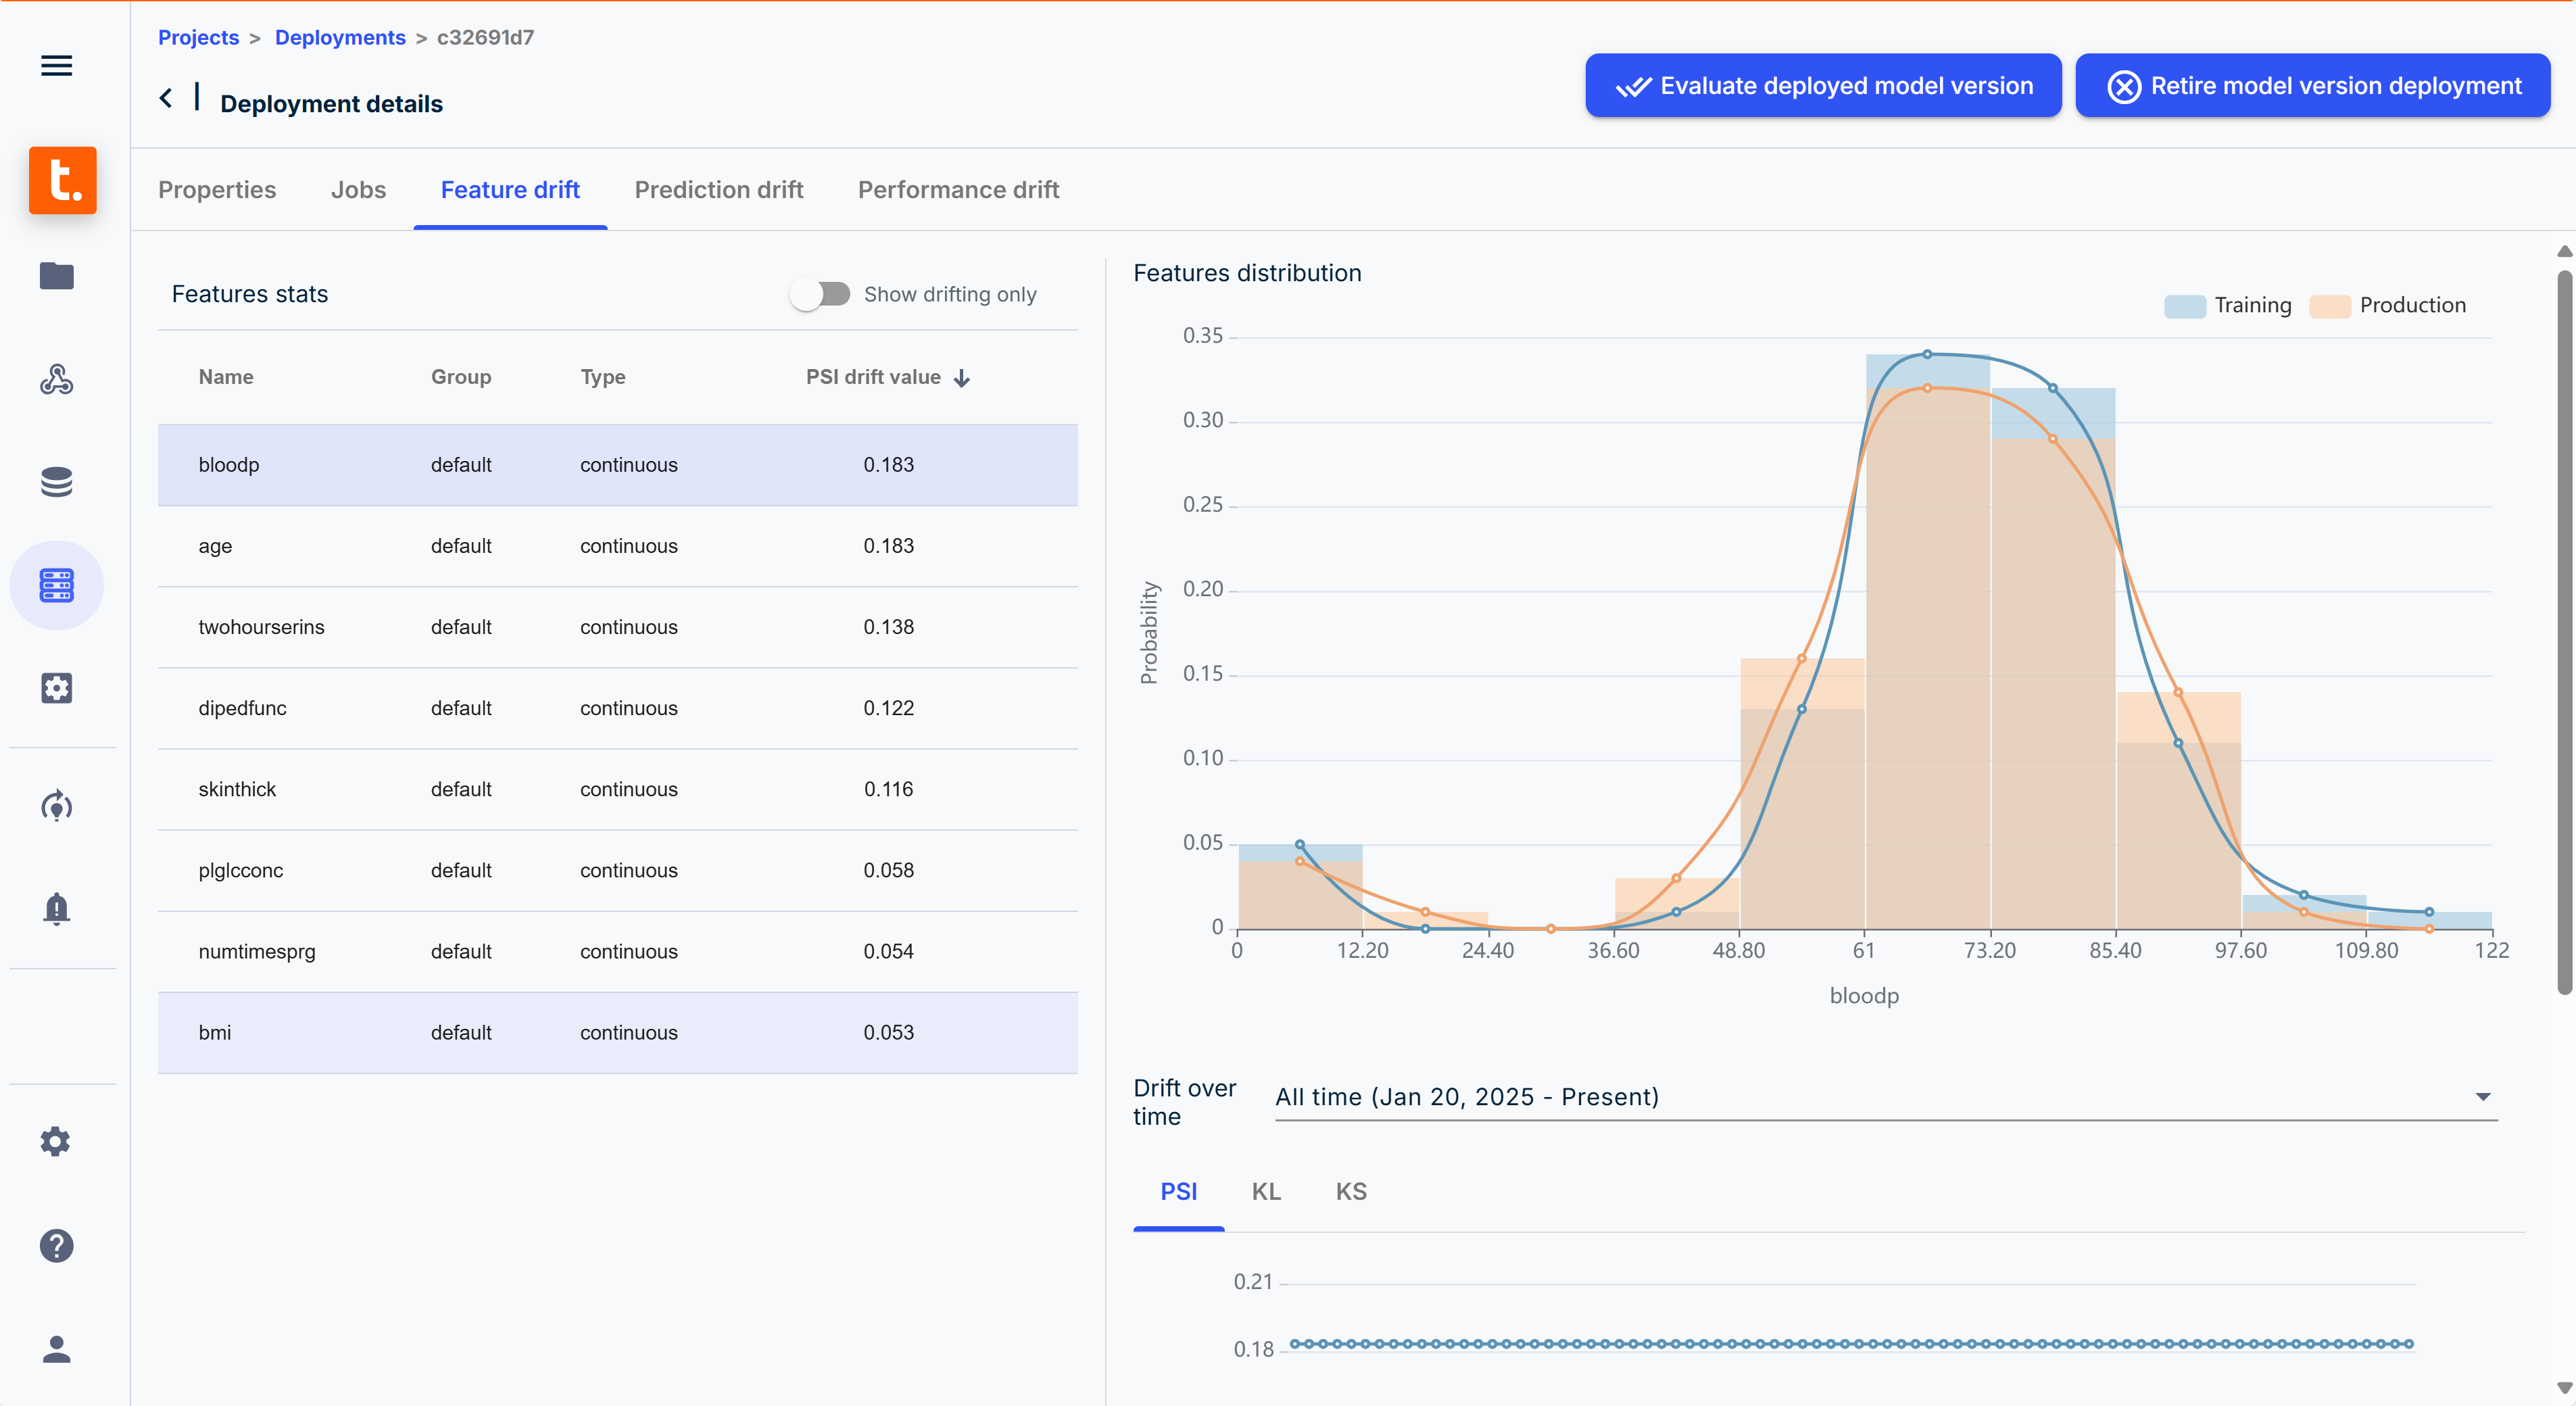 Projects > Deployments > c32691d7
Deployment details
Evaluate deployed model version
Retire model version deployment
t.
Properties Jobs Feature drift Prediction drift Performance drift
Features stats
Show drifting only
Name Group Type PSI drift value
bloodp default continuous 0.183
age default continuous 0.183
twohourserins default continuous 0.138
dipedfunc default continuous 0.122
skinthick default continuous 0.116
plglcconc default continuous 0.058
numtimesprg default continuous 0.054
bmi default continuous 0.053
Features distribution
Training Production
0.35
0.30
0.25
0.20
0.15
0.10
0.05
0
Probability
0 12.20 24.40 36.60 48.80 61 73.20 85.40 97.60 109.80 122
bloodp
Drift over
time
All time (Jan 20, 2025 - Present)
PSI KL KS
0.21
0.18